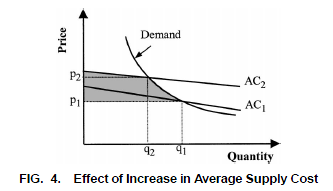 Price
Demand
P2
AC2
P1
AC1
q2 q1
Quantity
FIG. 4. Effect of Increase in Average Supply Cost